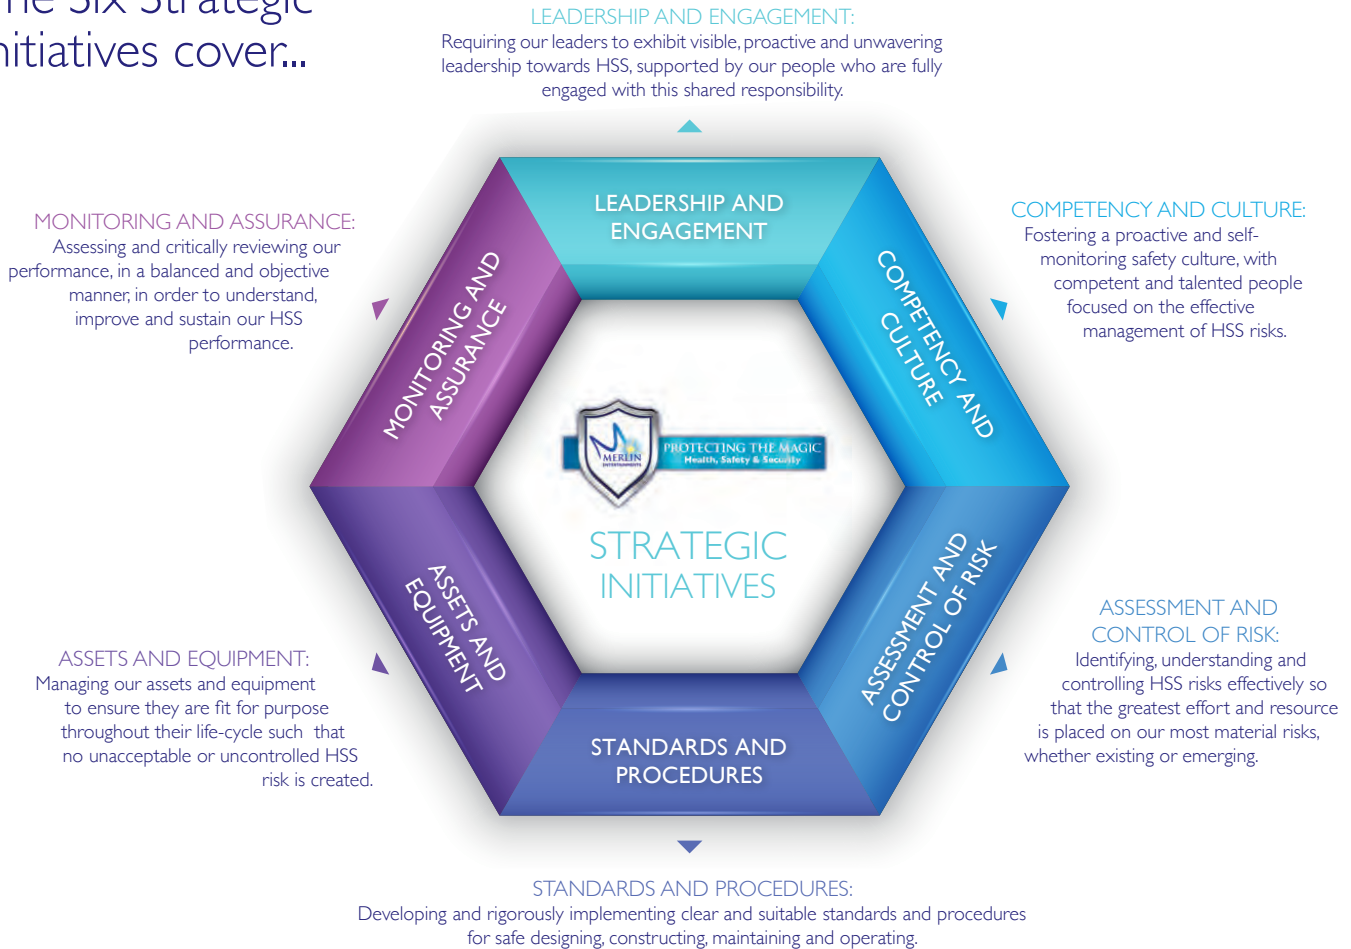 The Six Strategic
nitiatives cover...
LEADERSHIP AND ENGAGEMENT:
Requiring our leaders to exhibit visible, proactive and unwavering
leadership towards HSS, supported by our people who are fully
engaged with this shared responsibility.
MONITORING AND ASSURANCE:
Assessing and critically reviewing our
performance, in a balanced and objective
manner, in order to understand,
improve and sustain our HSS
performance.
COMPETENCY AND CULTURE:
Fostering a proactive and self-
monitoring safety culture, with
competent and talented people
focused on the effective
management of HSS risks.
LEADERSHIP AND
ENGAGEMENT
MONITORING AND
ASSURANCE
COMPETENCY AND
CULTURE
MERLIN
ENTERTAINMENTS
PROTECTING THE MAGIC
Health, Safety & Security
STRATEGIC
INITIATIVES
ASSETS AND
EQUIPMENT
ASSESSMENT AND
CONTROL OF RISK
STANDARDS AND
PROCEDURES
ASSETS AND EQUIPMENT:
Managing our assets and equipment
to ensure they are fit for purpose
throughout their life-cycle such that
no unacceptable or uncontrolled HSS
risk is created.
ASSESSMENT AND
CONTROL OF RISK:
Identifying, understanding and
controlling HSS risks effectively so
that the greatest effort and resource
is placed on our most material risks,
whether existing or emerging.
STANDARDS AND PROCEDURES:
Developing and rigorously implementing clear and suitable standards and procedures
for safe designing, constructing, maintaining and operating.